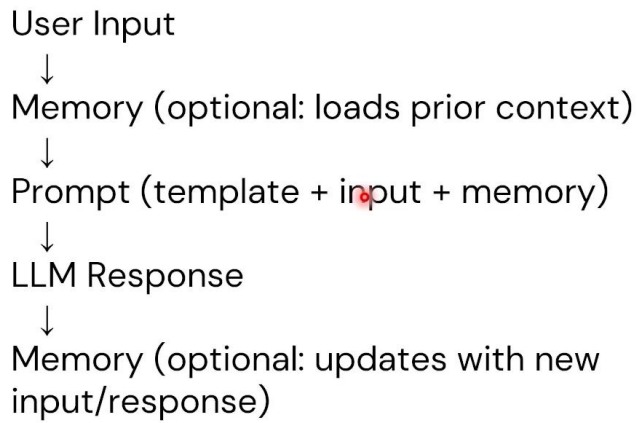 User Input
↓
Memory (optional: loads prior context)
↓
Prompt (template + input + memory)
↓
LLM Response
↓
Memory (optional: updates with new
input/response)